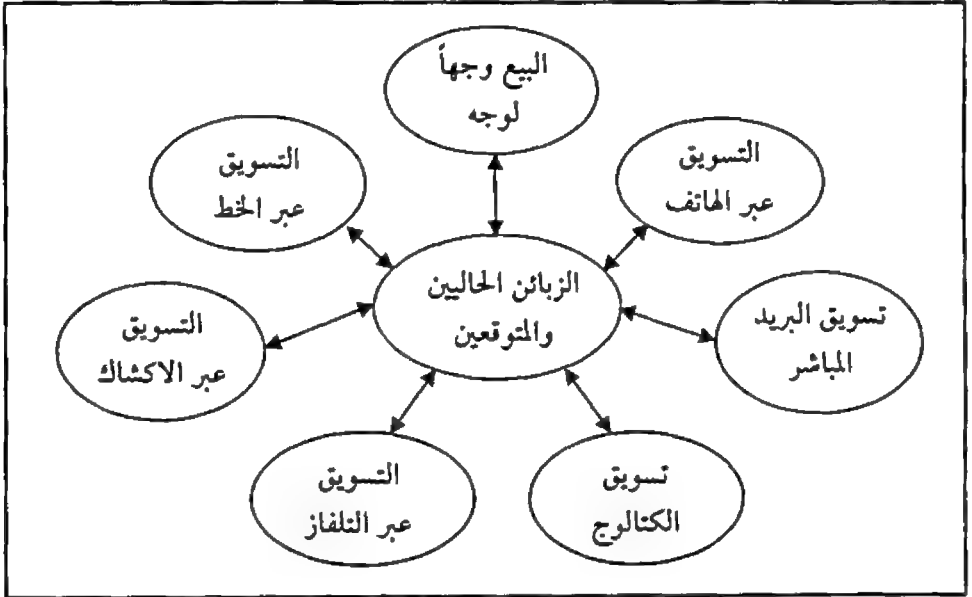 البيع وجهاً
لوجه
التسويق
عبر الهاتف
التسويق
عبر الخط
الزبائن الحاليين
والمتوقعين
تسويق البريد
المباشر
التسويق
عبر الاكشاك
تسويق
الكتالوج
التسويق
عبر التلفاز